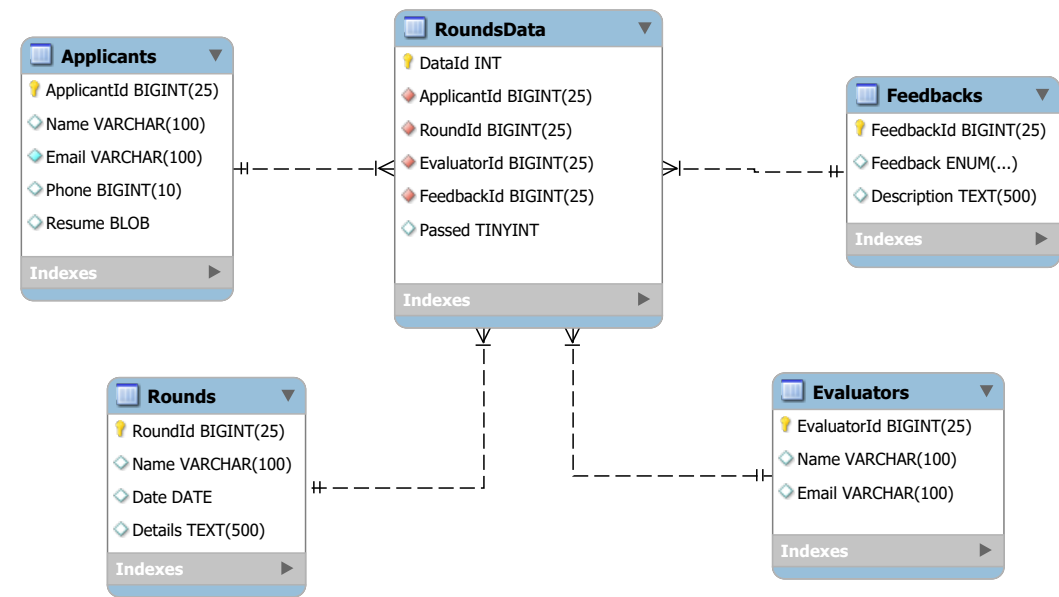 Applicants
ApplicantId BIGINT(25)
Name VARCHAR(100)
Email VARCHAR(100)
Phone BIGINT(10)
Resume BLOB
Indexes
RoundsData
DataId INT
ApplicantId BIGINT(25)
RoundId BIGINT(25)
EvaluatorId BIGINT(25)
FeedbackId BIGINT(25)
Passed TINYINT
Indexes
Feedbacks
FeedbackId BIGINT(25)
Feedback ENUM(...)
Description TEXT(500)
Indexes
Rounds
RoundId BIGINT(25)
Name VARCHAR(100)
Date DATE
Details TEXT(500)
Indexes
Evaluators
EvaluatorId BIGINT(25)
Name VARCHAR(100)
Email VARCHAR(100)
Indexes